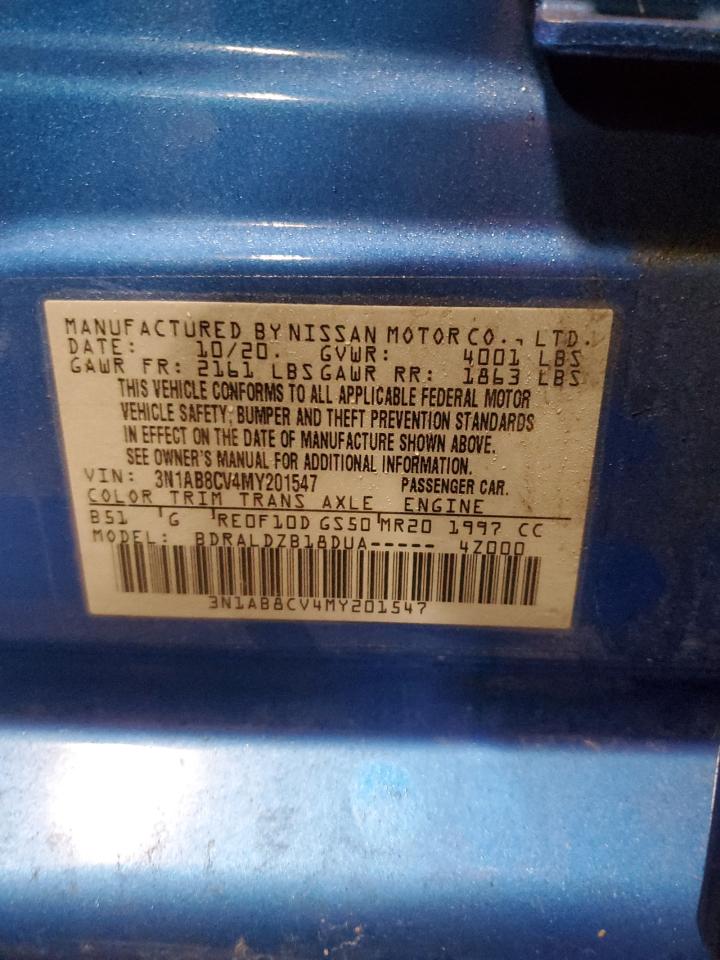 MANUFACTURED BY NISSAN MOTOR CO., LTD.
DATE: 10/20. GVWR: 4001 LBS
GAWR FR: 2161 LBS GAWR RR: 1863 LBS
THIS VEHICLE CONFORMS TO ALL APPLICABLE FEDERAL MOTOR
VEHICLE SAFETY, BUMPER AND THEFT PREVENTION STANDARDS
IN EFFECT ON THE DATE OF MANUFACTURE SHOWN ABOVE.
SEE OWNER'S MANUAL FOR ADDITIONAL INFORMATION.
VIN: 3N1AB8CV4MY201547 PASSENGER CAR.
COLOR TRIM TRANS AXLE ENGINE
B51 G RE0F10D GS50 MR20 1997 CC
MODEL: BDRALDZB18DUA----- 4Z000
3N1AB8CV4MY201547